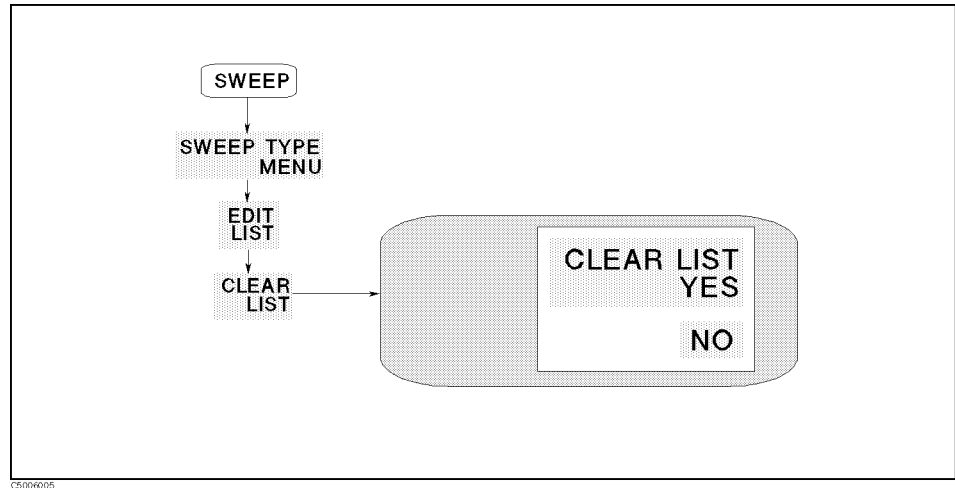 SWEEP
SWEEP TYPE
MENU
EDIT
LIST
CLEAR
LIST
CLEAR LIST
YES
NO
C5006005